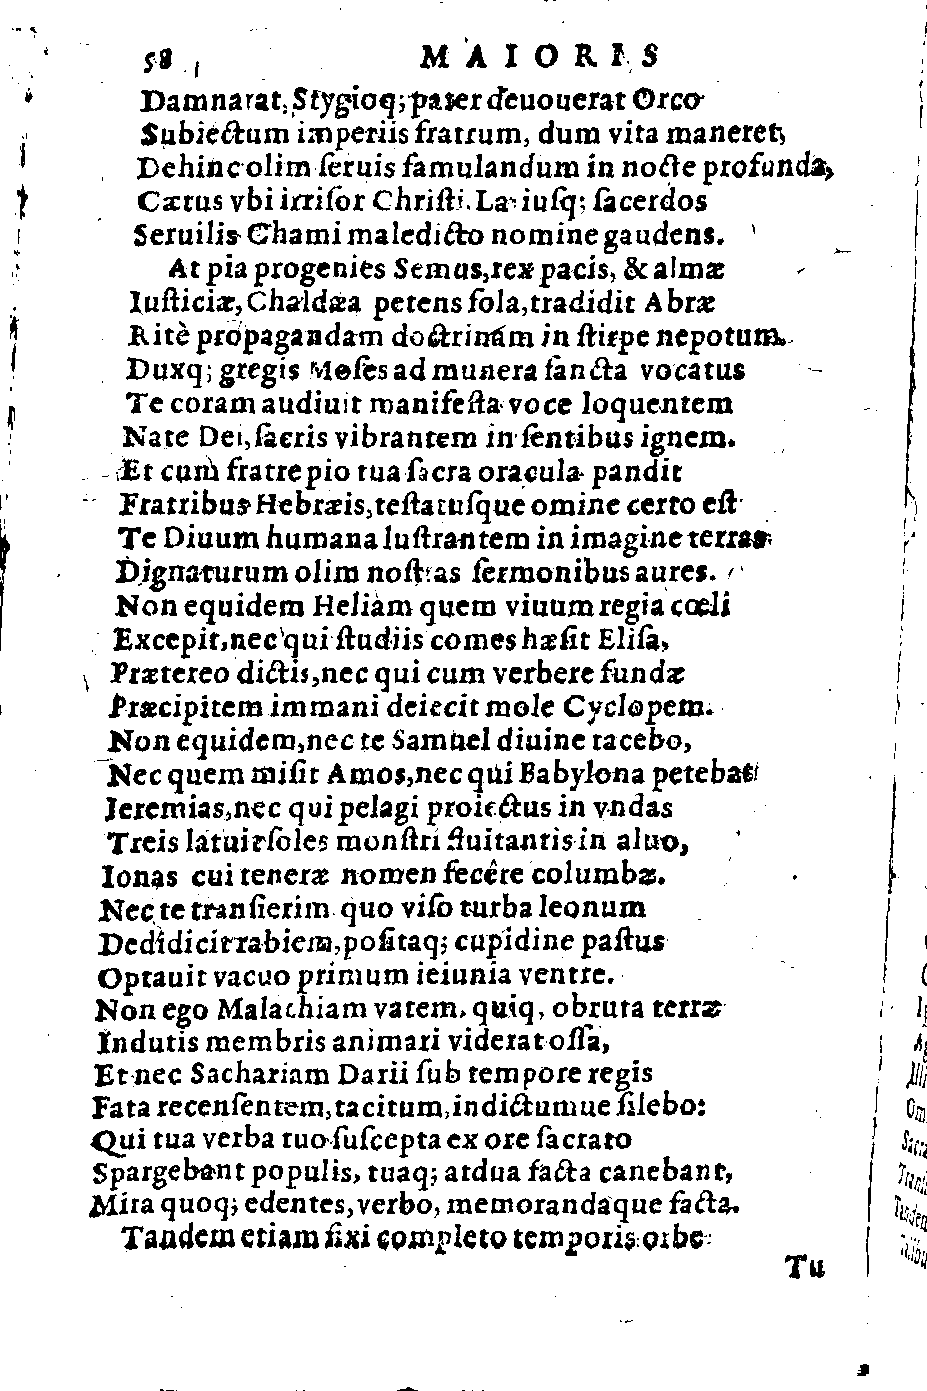 58 MAIORIS
Damnarat, Stygioq; pater deuouerat Orco
Subiectum imperiis fratrum, dum vita maneret,
Dehinc olim ſeruis famulandum in nocte profunda,
Cætus vbi irriſor Chriſti. Laiuſq; ſacerdos
Seruilis Chami maledicto nomine gaudens.
At pia progenies Semus, rex pacis, & almæ
Iuſticiæ, Chaldæa petens ſola, tradidit Abræ
Ritè propagandam doctrinam in ſtirpe nepotum.
Duxq; gregis Moſes ad munera ſancta vocatus
Te coram audiuit manifeſta voce loquentem
Nate Dei, ſacris vibrantem in ſentibus ignem.
Et cum fratre pio tua ſacra oracula pandit
Fratribus Hebræis, teſtatuſque omine certo eſt
Te Diuum humana luſtrantem in imagine terras
Dignaturum olim noſtras ſermonibus aures.
Non equidem Heliam quem viuum regia cœli
Excepit, nec qui ſtudiis comes hæſit Eliſa,
Prætereo dictis, nec qui cum verbere fundæ
Præcipitem immani deiecit mole Cyclopem.
Non equidem, nec te Samuel diuine tacebo,
Nec quem miſit Amos, nec qui Babylona petebat
Jeremias, nec qui pelagi proiectus in vndas
Treis latuit ſoles monſtri fluitantis in aluo,
Ionas cui teneræ nomen fecêre columbæ.
Nec te tranſierim quo viſo turba leonum
Dedidicit rabiem, poſitaq; cupidine paſtus
Optauit vacuo primum ieiunia ventre.
Non ego Malachiam vatem, quiq, obruta terræ
Indutis membris animari viderat oſſa,
Et nec Sachariam Darii ſub tempore regis
Fata recenſentem, tacitum, indictumue ſilebo:
Qui tua verba tuo ſuſcepta ex ore ſacrato
Spargebant populis, tuaq; ardua facta canebant,
Mira quoq; edentes, verbo, memorandaque facta.
Tandem etiam fixi completo temporis orbe
Tu